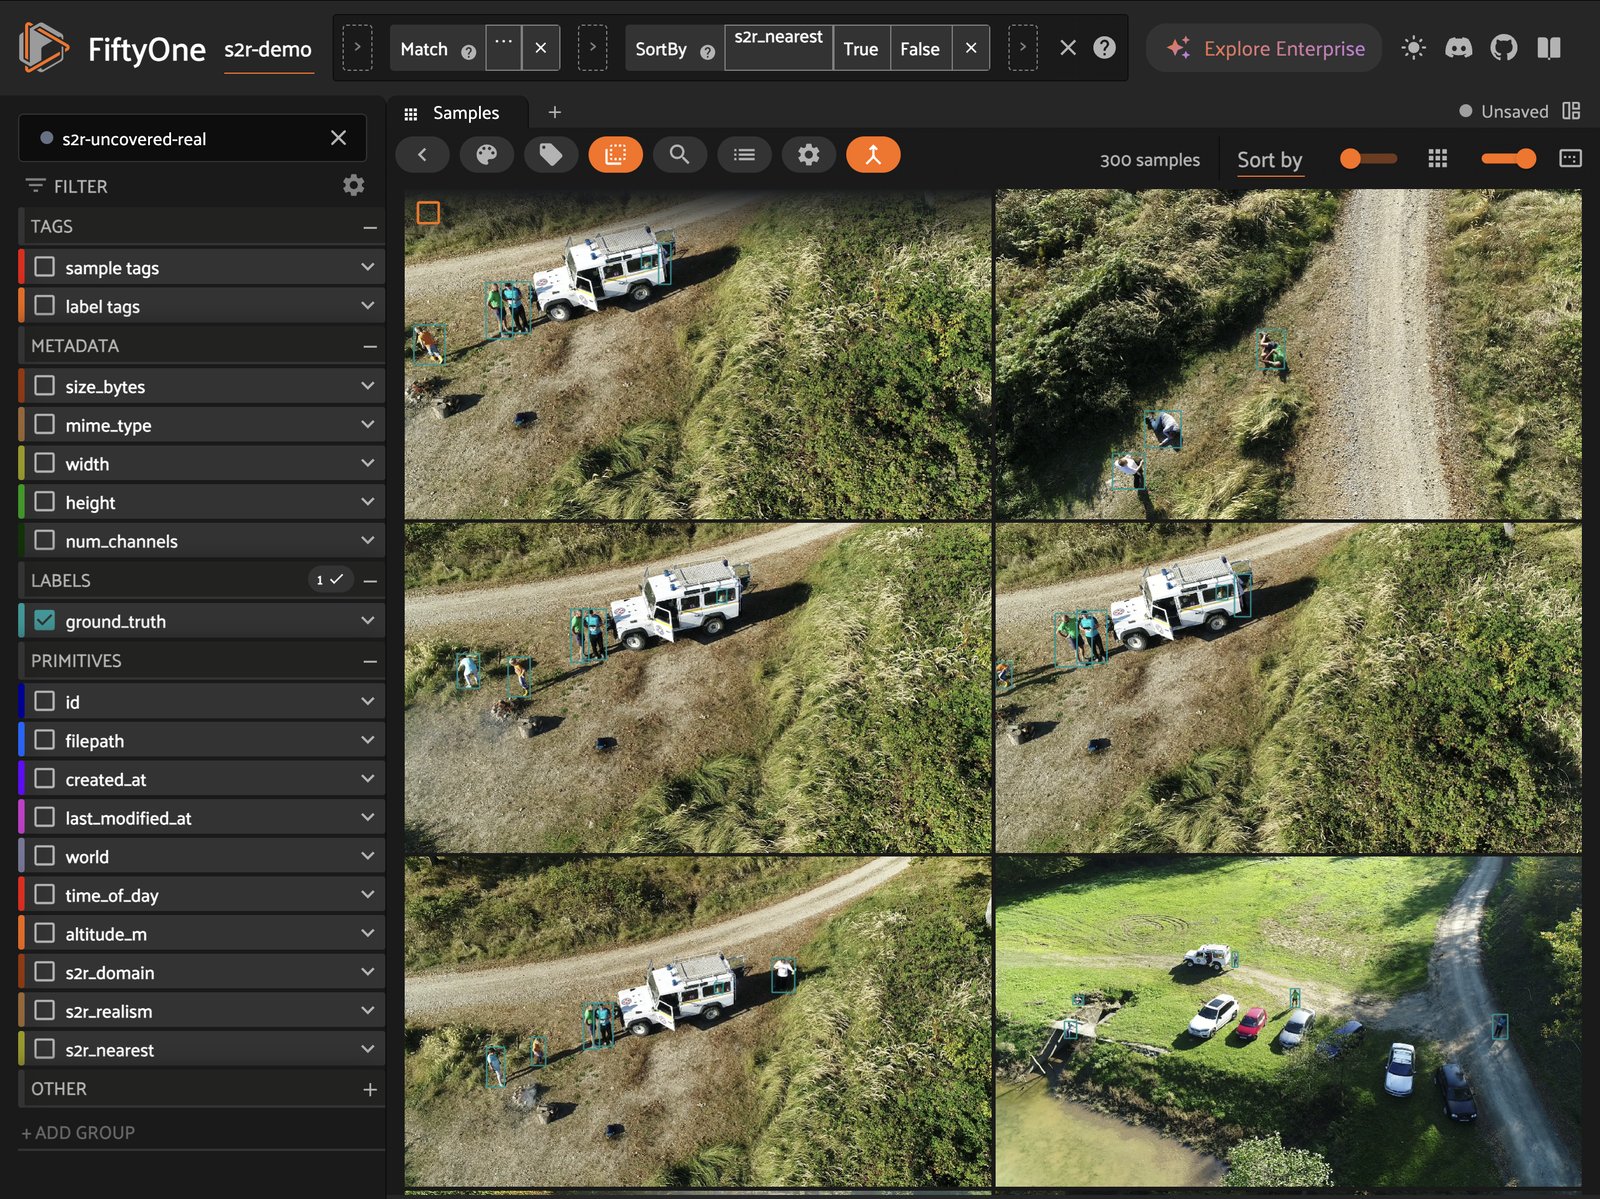 FiftyOne
s2r-demo
Match ? ...
SortBy ? s2r_nearest True False
?
Explore Enterprise
s2r-uncovered-real
Samples
Unsaved
FILTER
300 samples
Sort by
TAGS
sample tags
label tags
METADATA
size_bytes
mime_type
width
height
num_channels
LABELS 1
ground_truth
PRIMITIVES
id
filepath
created_at
last_modified_at
world
time_of_day
altitude_m
s2r_domain
s2r_realism
s2r_nearest
OTHER
+ ADD GROUP